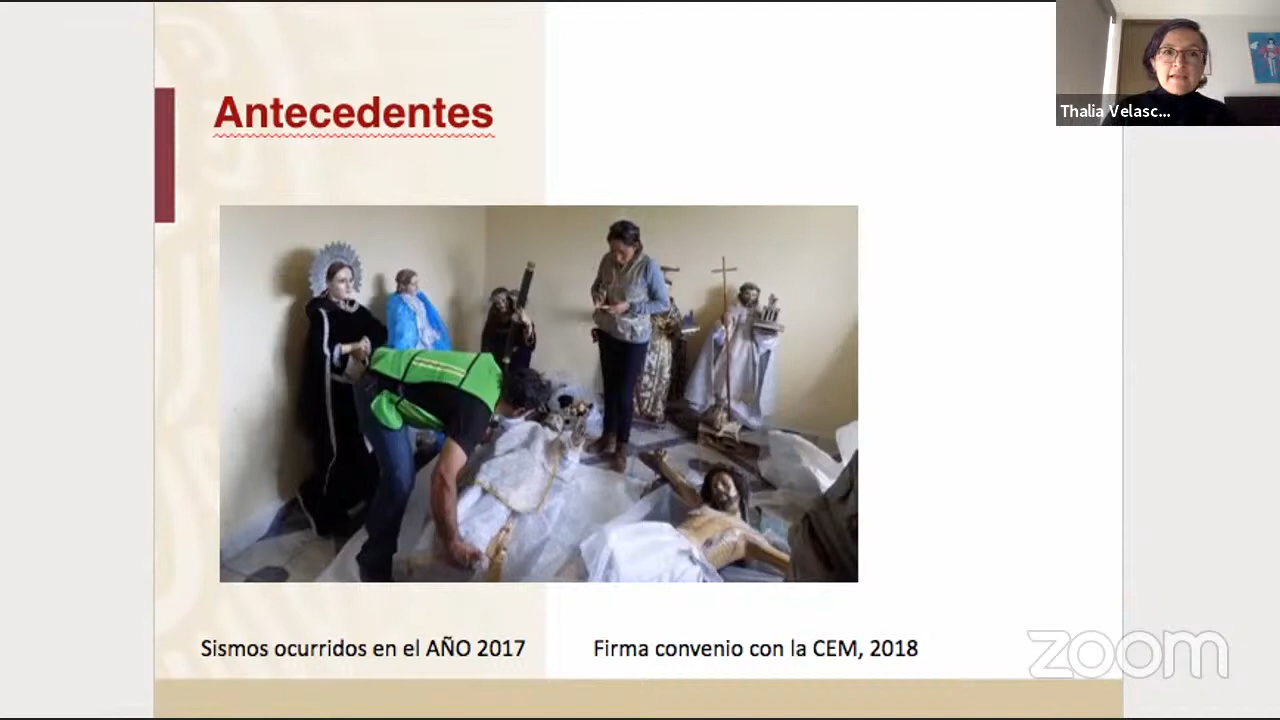 Antecedentes
Thalia Velasc...
Sismos ocurridos en el AÑO 2017
Firma convenio con la CEM, 2018
zoom